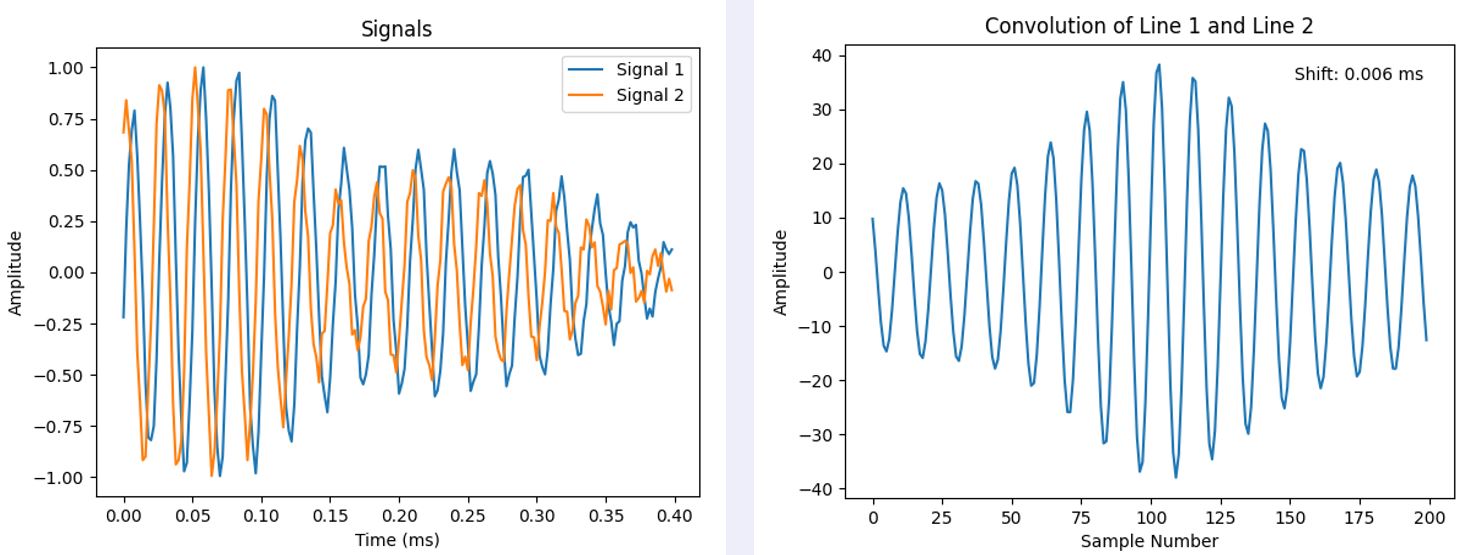 Signals
1.00
0.75
0.50
0.25
0.00
−0.25
−0.50
−0.75
−1.00
Amplitude
Signal 1
Signal 2
0.00 0.05 0.10 0.15 0.20 0.25 0.30 0.35 0.40
Time (ms)
Convolution of Line 1 and Line 2
40
30
20
10
0
−10
−20
−30
−40
Amplitude
Shift: 0.006 ms
0 25 50 75 100 125 150 175 200
Sample Number